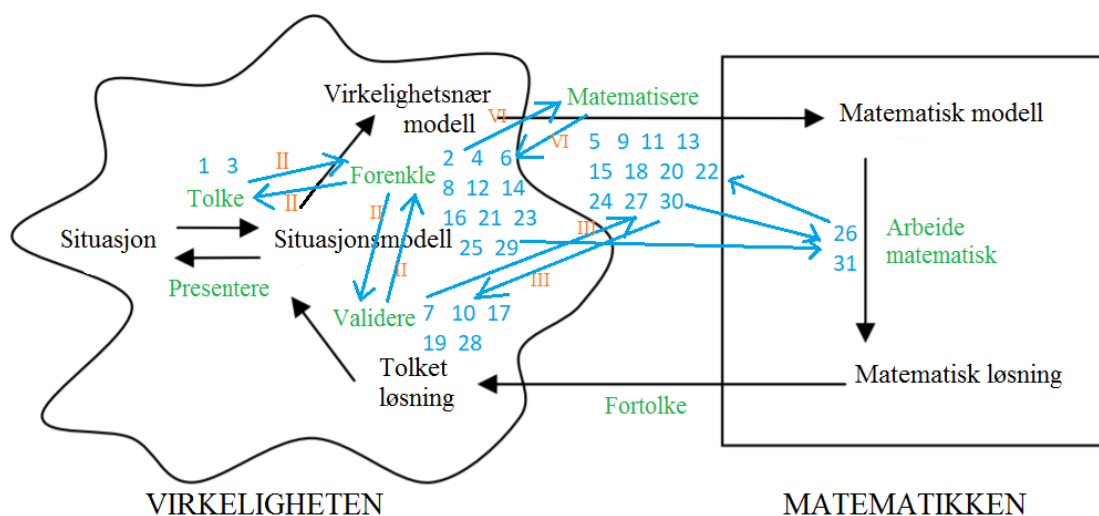 Virkelighetsnær
modell
VI
Matematisere
Matematisk modell
1 3
II
Forenkle
2 4 6
VI
5 9 11 13
Tolke
II
8 12 14
15 18 20 22
II
16 21 23
24 27 30
III
Situasjon
Situasjonsmodell
25 29
26
31
Arbeide
matematisk
II
III
Presentere
Validere
7 10 17
19 28
Tolket
løsning
Fortolke
Matematisk løsning
VIRKELIGHETEN
MATEMATIKKEN